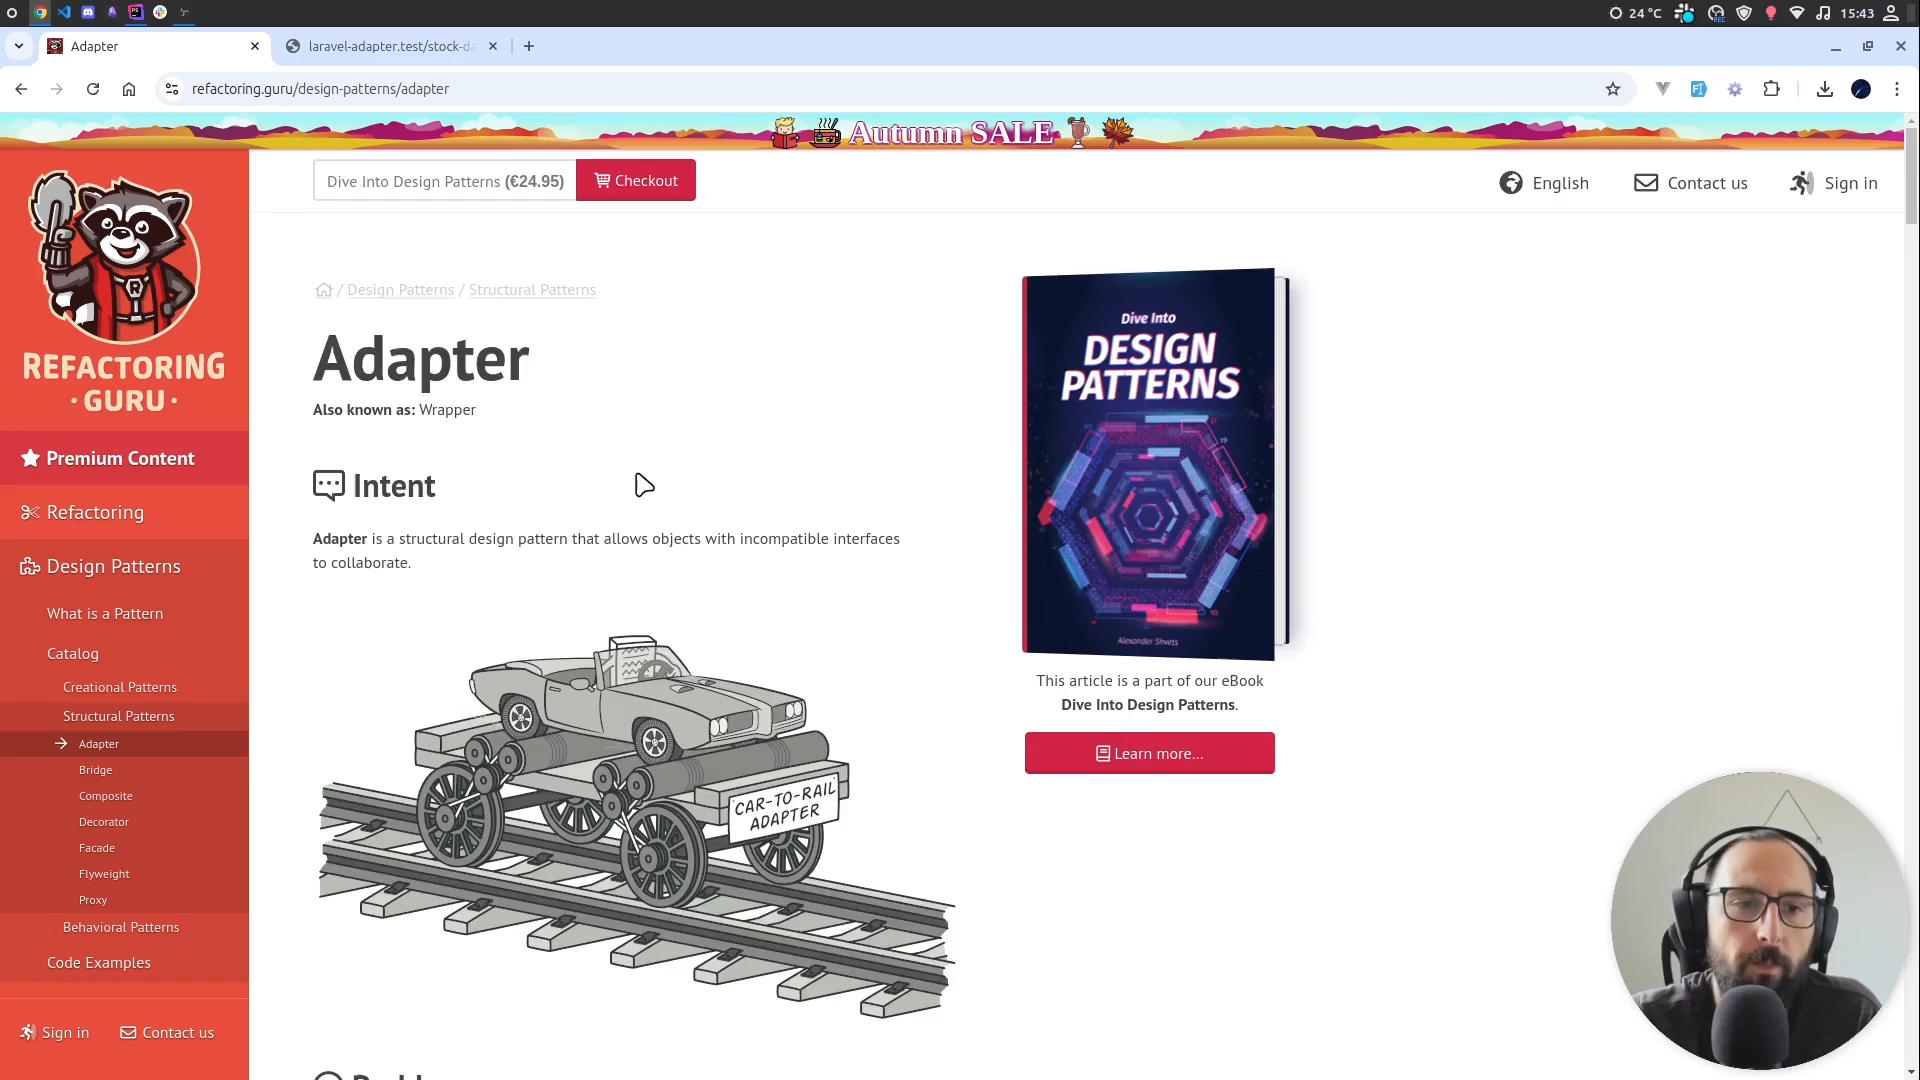 24 °C
15:43
Adapter
laravel-adapter.test/stock-da
refactoring.guru/design-patterns/adapter
Autumn SALE
Dive Into Design Patterns (€24.95)
Checkout
English
Contact us
Sign in
REFACTORING
·GURU·
Premium Content
Refactoring
Design Patterns
What is a Pattern
Catalog
Creational Patterns
Structural Patterns
Adapter
Bridge
Composite
Decorator
Facade
Flyweight
Proxy
Behavioral Patterns
Code Examples
Sign in
Contact us
/ Design Patterns / Structural Patterns
Adapter
Also known as: Wrapper
Intent
Adapter is a structural design pattern that allows objects with incompatible interfaces
to collaborate.
CAR-TO-RAIL
ADAPTER
Dive Into
DESIGN
PATTERNS
Alexander Shvets
This article is a part of our eBook
Dive Into Design Patterns.
Learn more...